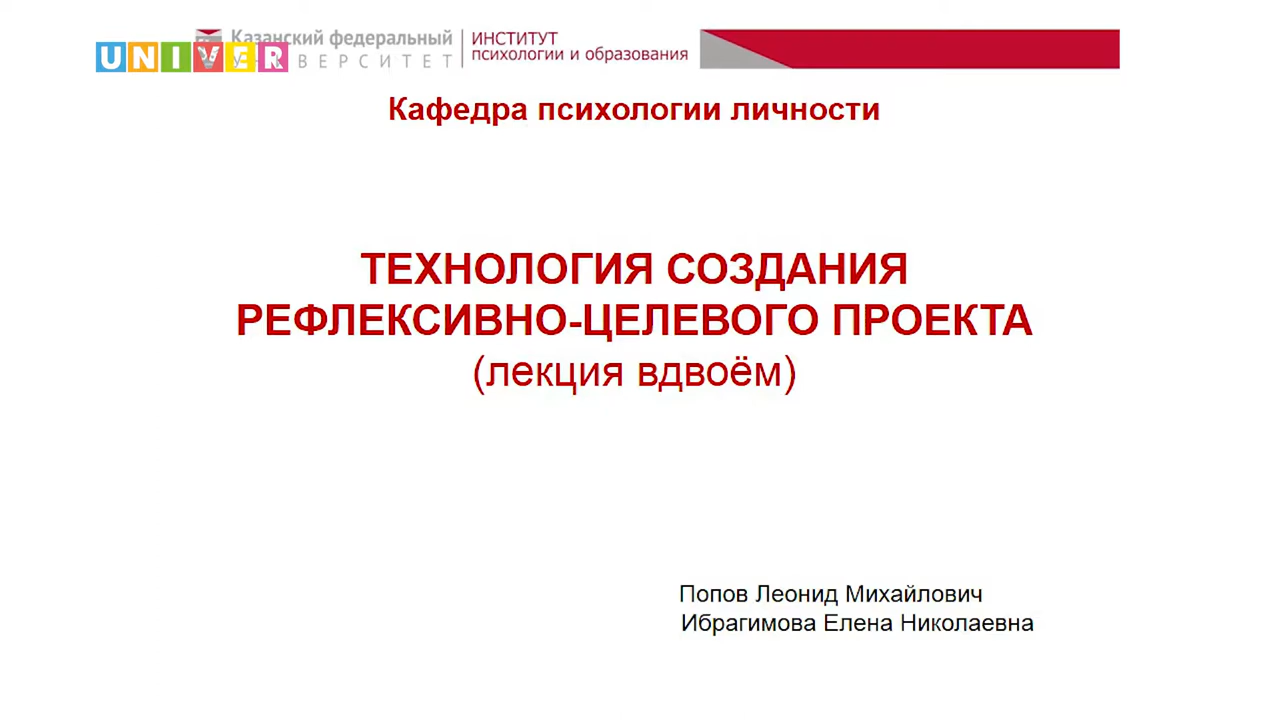 UNIVER
Казанский федеральный
ВЕРСИТЕТ
ИНСТИТУТ
психологии и образования
Кафедра психологии личности
ТЕХНОЛОГИЯ СОЗДАНИЯ
РЕФЛЕКСИВНО-ЦЕЛЕВОГО ПРОЕКТА
(лекция вдвоём)
Попов Леонид Михайлович
Ибрагимова Елена Николаевна